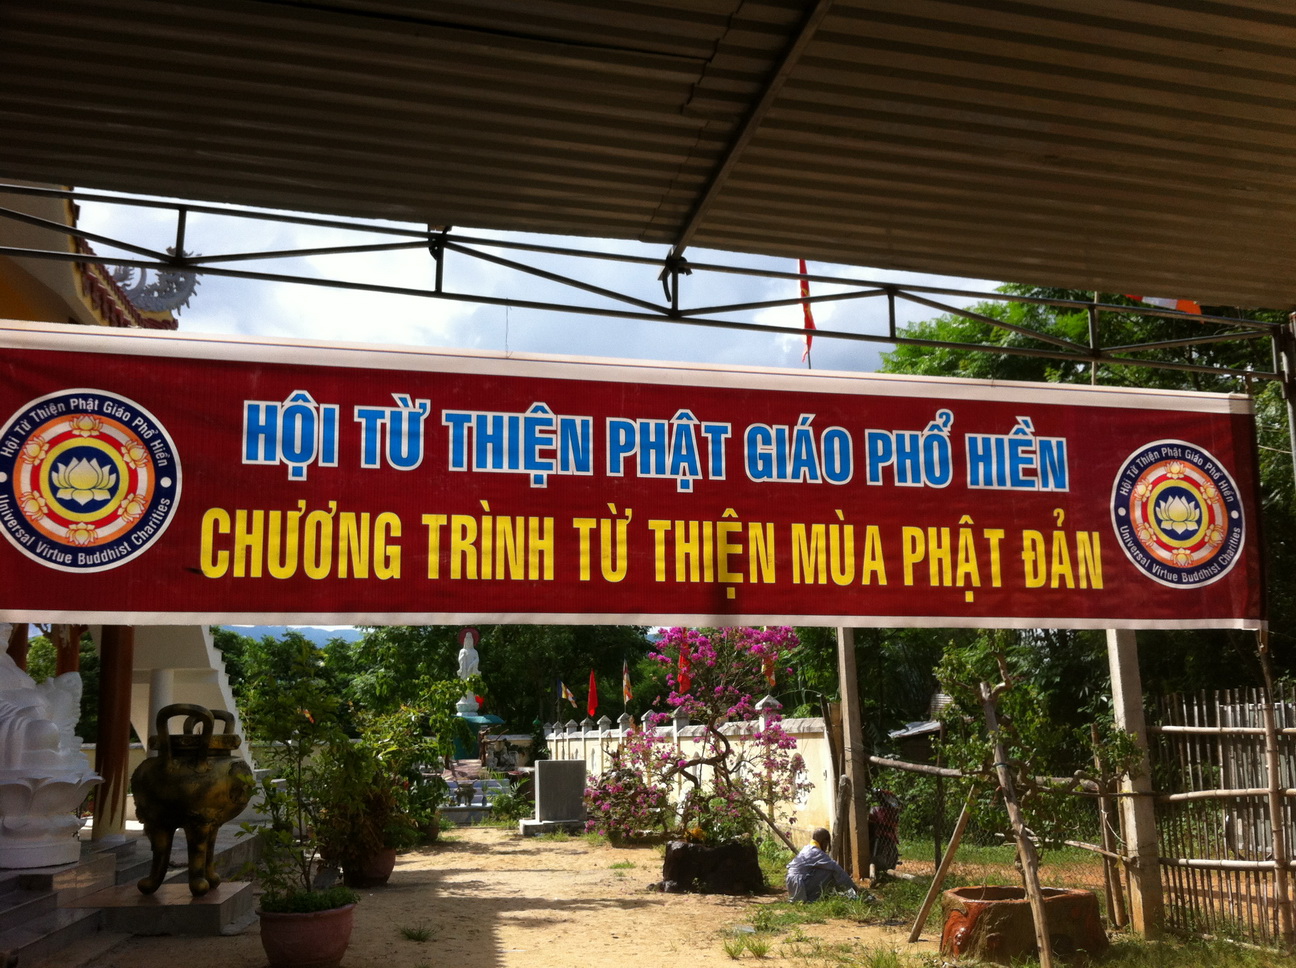 Hội Từ Thiện Phật Giáo Phổ Hiền
Universal Virtue Buddhist Charities
HỘI TỪ THIỆN PHẬT GIÁO PHỔ HIỀN
CHƯƠNG TRÌNH TỪ THIỆN MÙA PHẬT ĐẢN
Hội Từ Thiện Phật Giáo Phổ Hiền
Universal Virtue Buddhist Charities